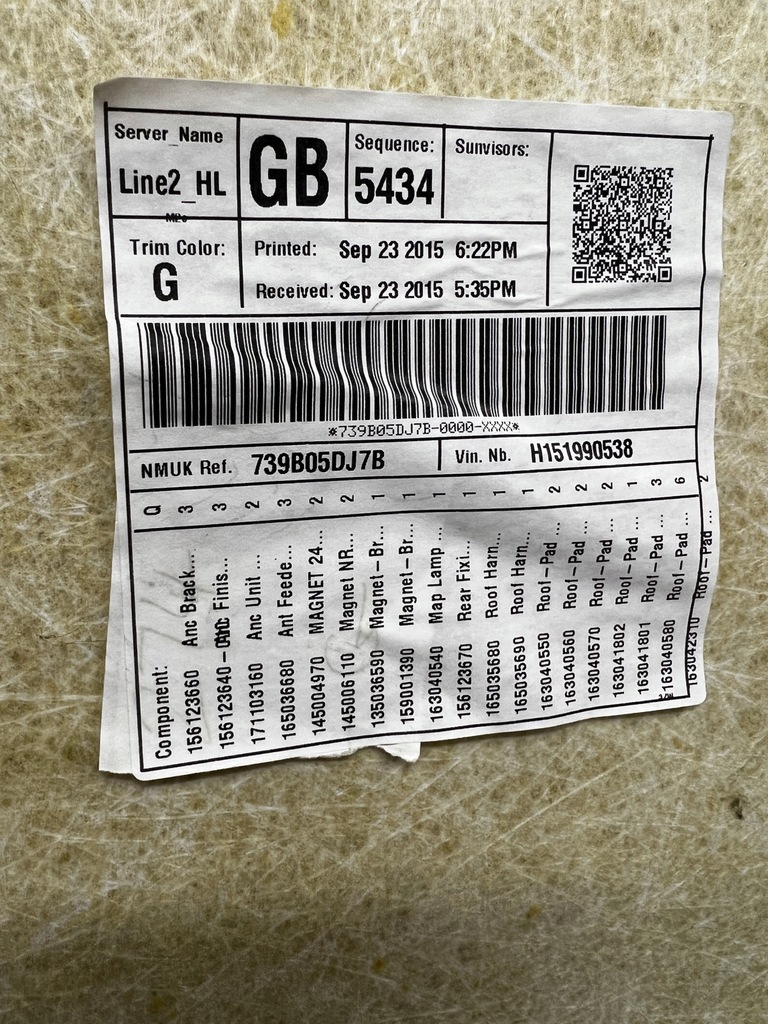 Server_Name
Line2_HL
GB
Sequence:
5434
Sunvisors:
Trim Color:
G
Printed: Sep 23 2015 6:22PM
Received: Sep 23 2015 5:35PM
*739B05DJ7B-0000-XXXX*
NMUK Ref. 739B05DJ7B
Vin. Nb. H151990538
Component: Q
156123660 Anc Brack... 3
156123640-0 Anc Finis... 3
171103160 Anc Unit ... 2
165036680 Ant Feede... 3
145004970 MAGNET 24... 2
145006110 Magnet NR... 2
135036590 Magnet-Br... 1
159001390 Magnet-Br... 1
163040540 Map Lamp ... 1
156123670 Rear Fixi... 1
165035680 Roof Harn... 1
165035690 Roof Harn... 1
163040550 Roof-Pad ... 2
163040560 Roof-Pad ... 2
163040570 Roof-Pad ... 2
163041802 Roof-Pad ... 1
163041801 Roof-Pad ... 3
163040580 Roof-Pad ... 6
163042310 Roof-Pad ... 2